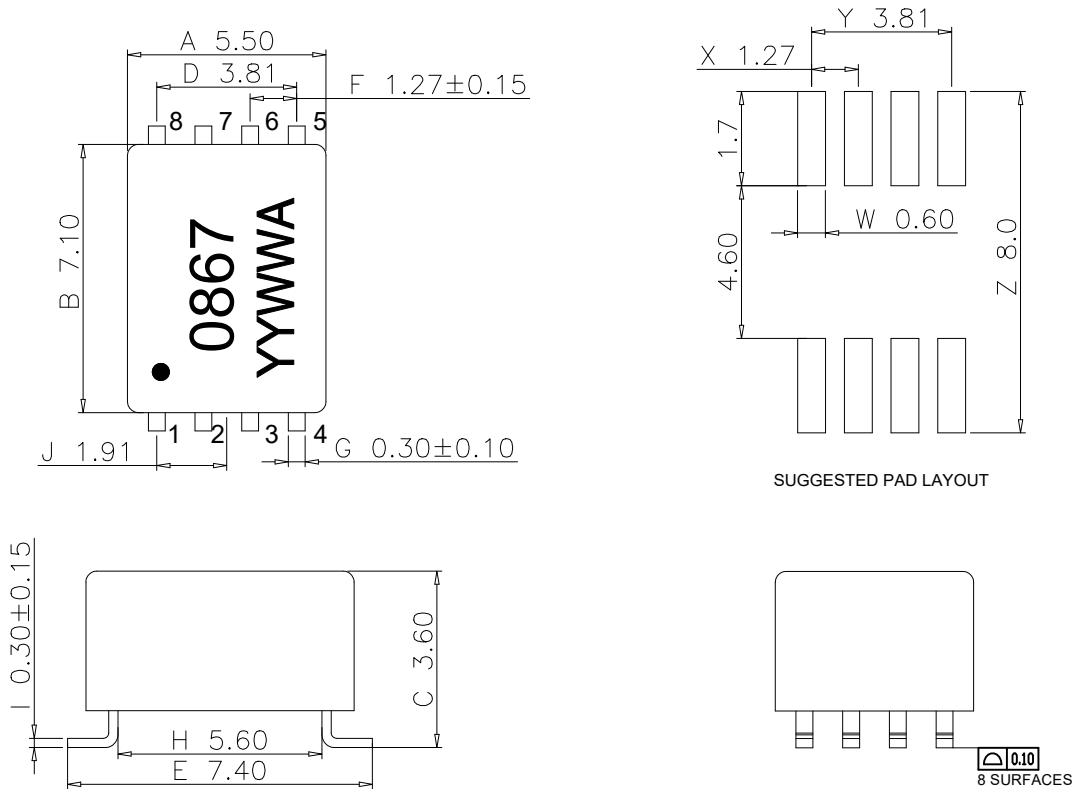 A 5.50
D 3.81
F 1.27±0.15
8 7 6 5
B 7.10
0867
YYWWA
1 2 3 4
J 1.91
G 0.30±0.10
Y 3.81
X 1.27
1.7
W 0.60
4.60
Z 8.0
SUGGESTED PAD LAYOUT
I 0.30±0.15
C 3.60
H 5.60
E 7.40
0.10
8 SURFACES